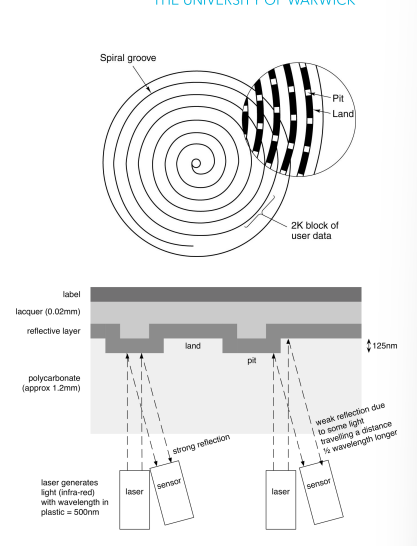 THE UNIVERSITY OF WARWICK
Spiral groove
Pit
Land
2K block of
user data
label
lacquer (0.02mm)
reflective layer
land
pit
125nm
polycarbonate
(approx 1.2mm)
strong reflection
weak reflection due
to some light
travelling a distance
½ wavelength longer
laser generates
light (infra-red)
with wavelength in
plastic = 500nm
laser
sensor
laser
sensor